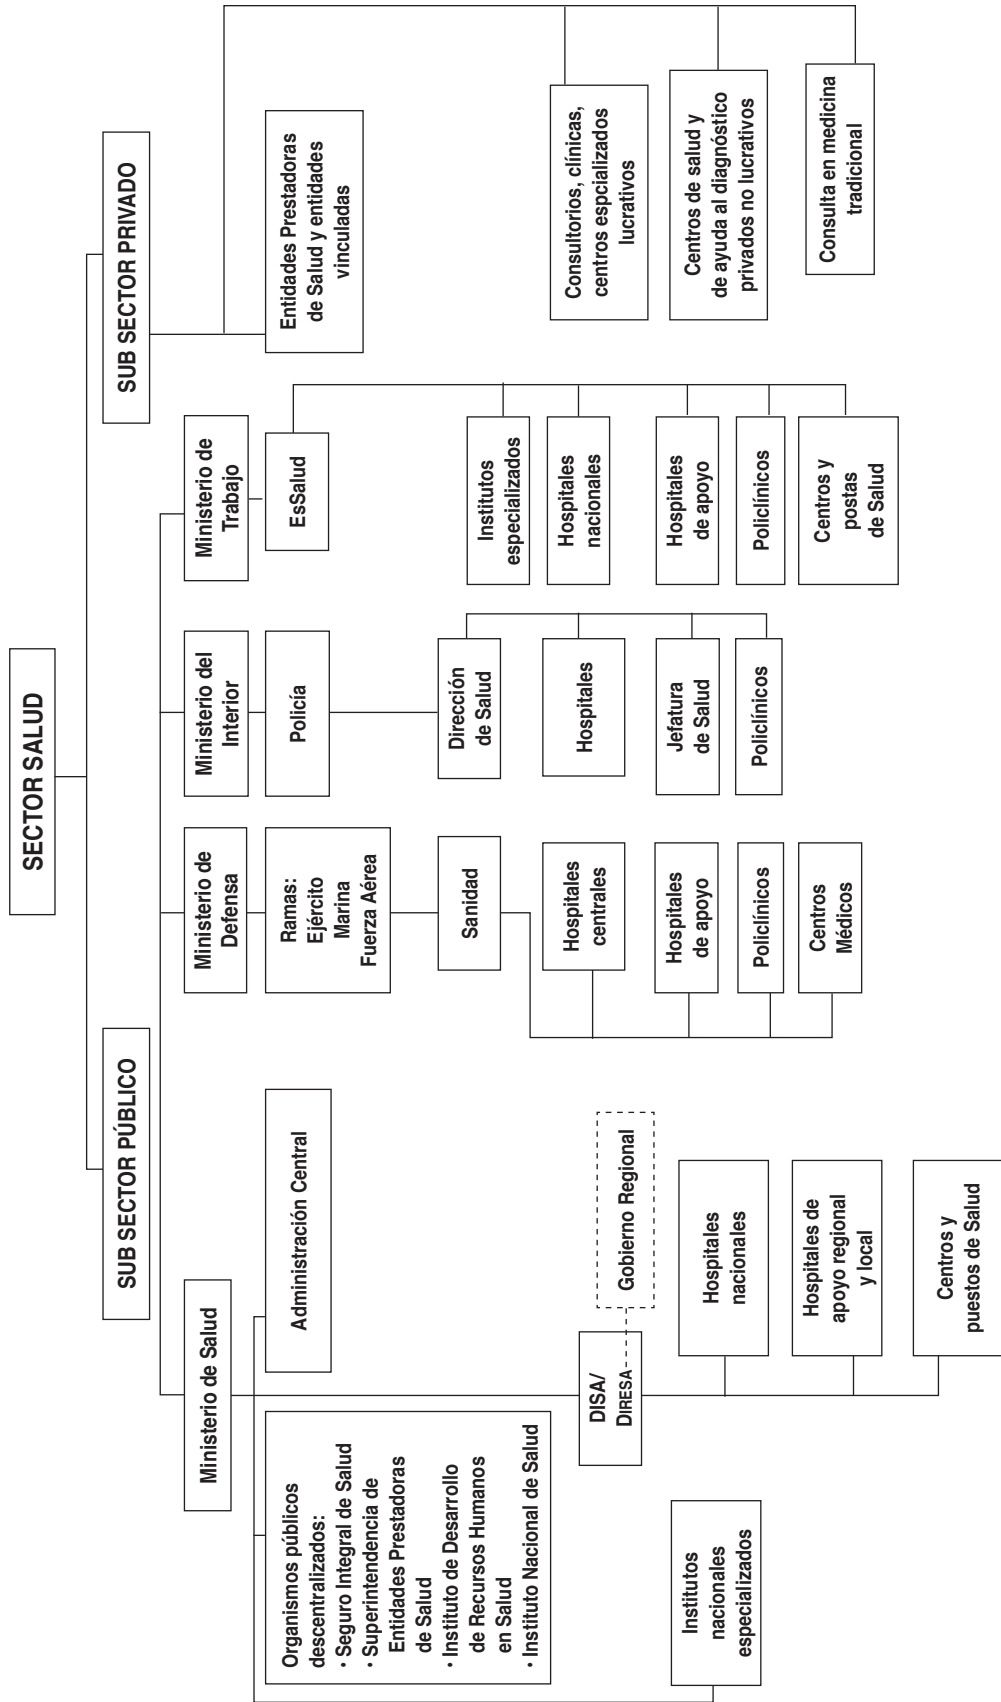 SECTOR SALUD
SUB SECTOR PÚBLICO
SUB SECTOR PRIVADO
Ministerio de Salud
Ministerio de
Defensa
Ministerio del
Interior
Ministerio de
Trabajo
Organismos públicos
descentralizados:
• Seguro Integral de Salud
• Superintendencia de
Entidades Prestadoras
de Salud
• Instituto de Desarrollo
de Recursos Humanos
en Salud
• Instituto Nacional de Salud
Administración Central
Ramas:
Ejército
Marina
Fuerza Aérea
Policía
EsSalud
Entidades Prestadoras
de Salud y entidades
vinculadas
Sanidad
Dirección
de Salud
Institutos
especializados
Hospitales
centrales
Hospitales
Hospitales
nacionales
Consultorios, clínicas,
centros espcializados
lucrativos
DISA/
DIRESA
Gobierno Regional
Institutos
nacionales
especializados
Hospitales
nacionales
Hospitales
de apoyo
Jefatura
de Salud
Hospitales
de apoyo
Centros de salud y
de ayuda al diagnóstico
privados no lucrativos
Policlínicos
Policlínicos
Policlínicos
Hospitales de
apoyo regional
y local
Centros
Médicos
Centros y
postas
de Salud
Consulta en medicina
tradicional
Centros y
puestos de Salud